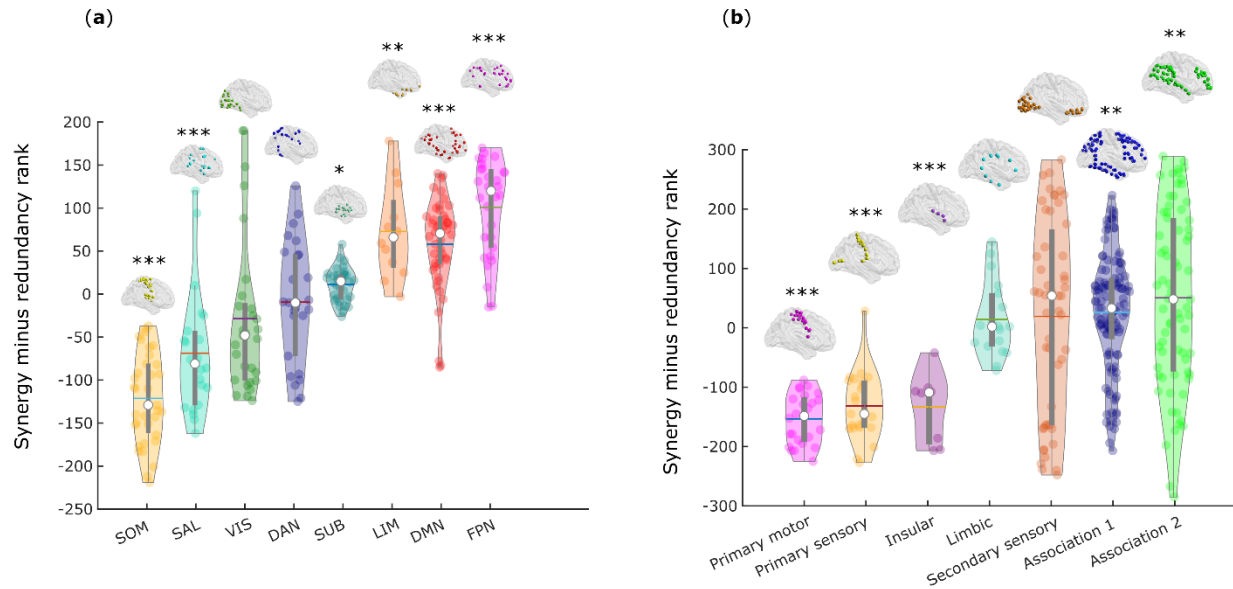 (a)
Synergy minus redundancy rank
200
150
100
50
0
-50
-100
-150
-200
-250
***
***
*
**
***
***
SOM
SAL
VIS
DAN
SUB
LIM
DMN
FPN
(b)
Synergy minus redundancy rank
300
200
100
0
-100
-200
-300
***
***
***
**
**
Primary motor
Primary sensory
Insular
Limbic
Secondary sensory
Association 1
Association 2